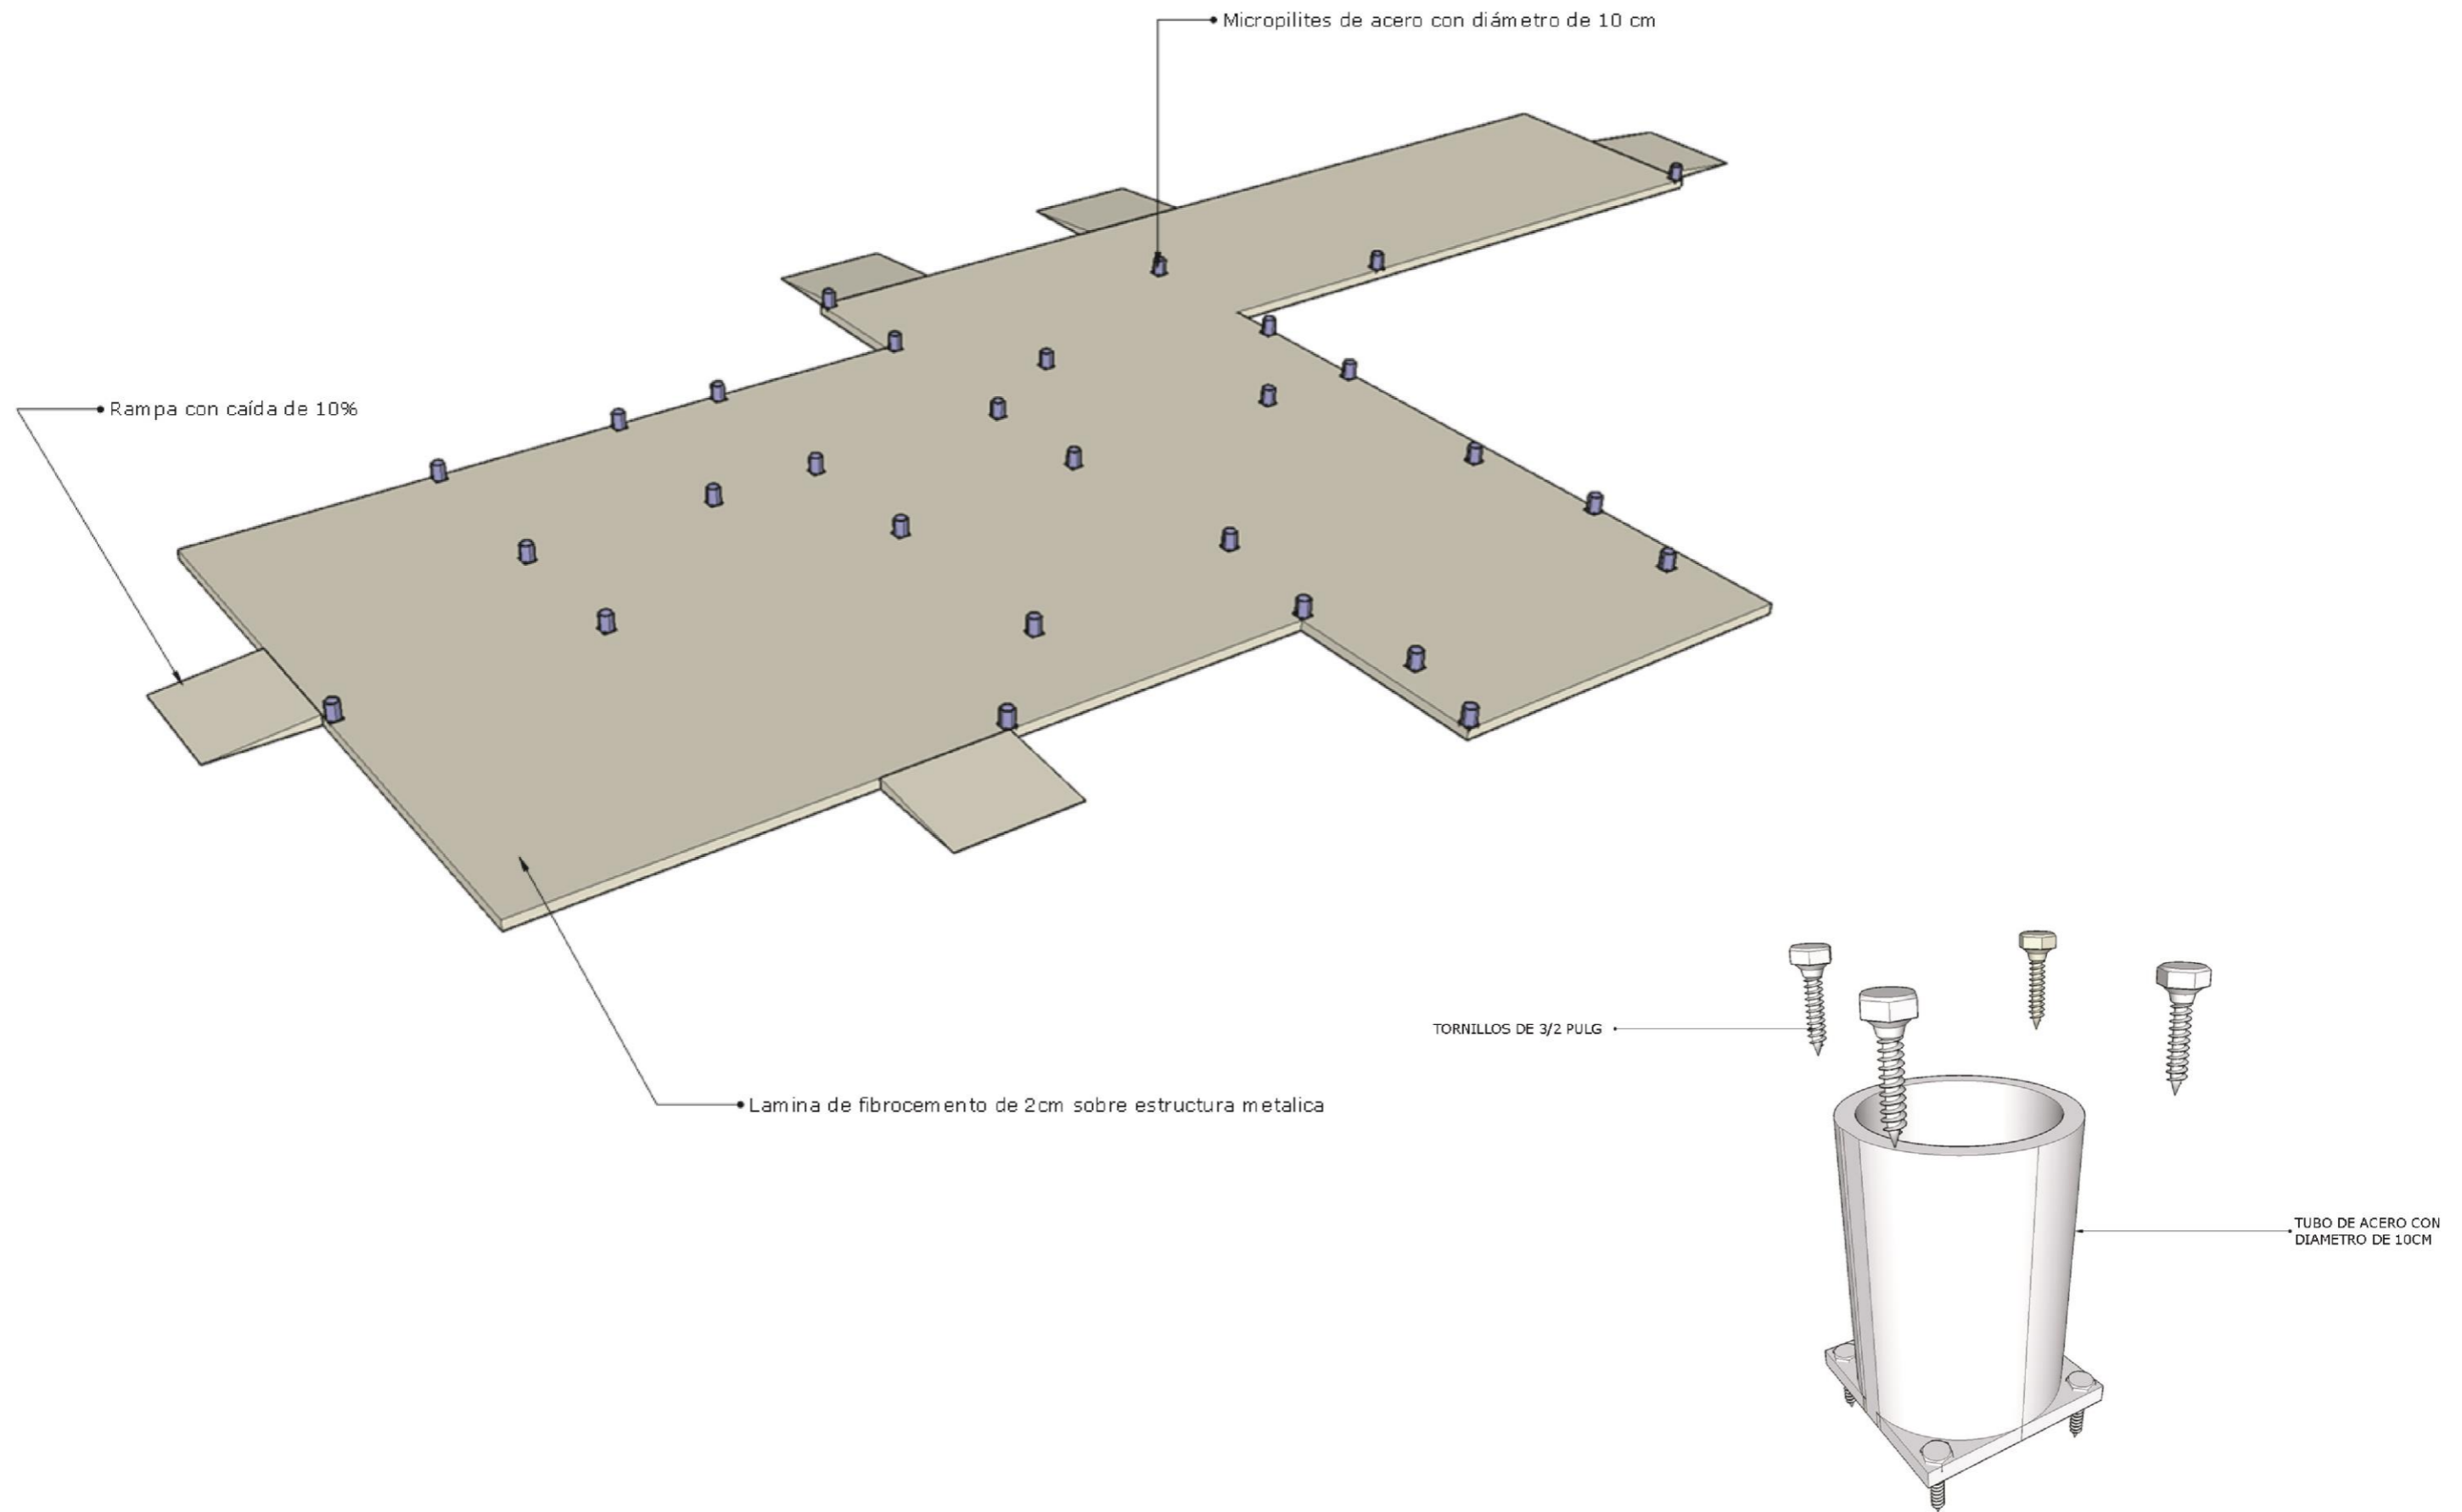 Micropilites de acero con diámetro de 10 cm
Rampa con caída de 10%
Lamina de fibrocemento de 2cm sobre estructura metalica
TORNILLOS DE 3/2 PULG
TUBO DE ACERO CON
DIAMETRO DE 10CM